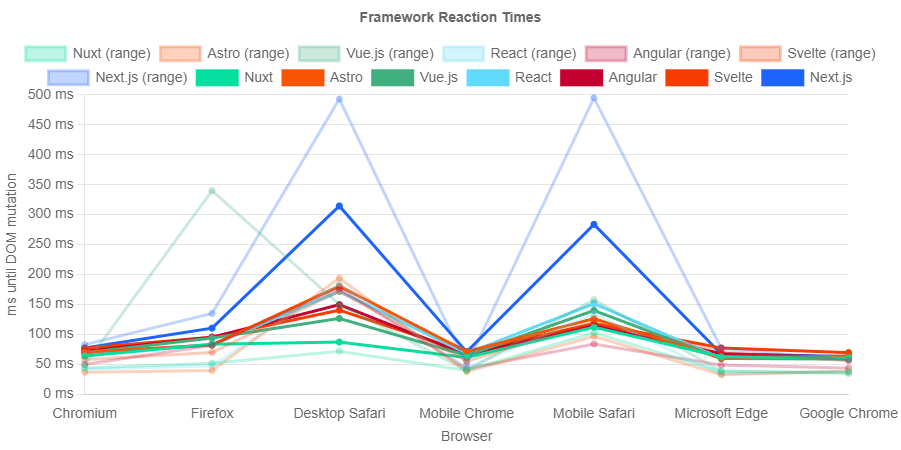 Framework Reaction Times
Nuxt (range) Astro (range) Vue.js (range) React (range) Angular (range) Svelte (range)
Next.js (range) Nuxt Astro Vue.js React Angular Svelte Next.js
500 ms
450 ms
400 ms
350 ms
300 ms
250 ms
200 ms
150 ms
100 ms
50 ms
0 ms
ms until DOM mutation
Chromium Firefox Desktop Safari Mobile Chrome Mobile Safari Microsoft Edge Google Chrome
Browser